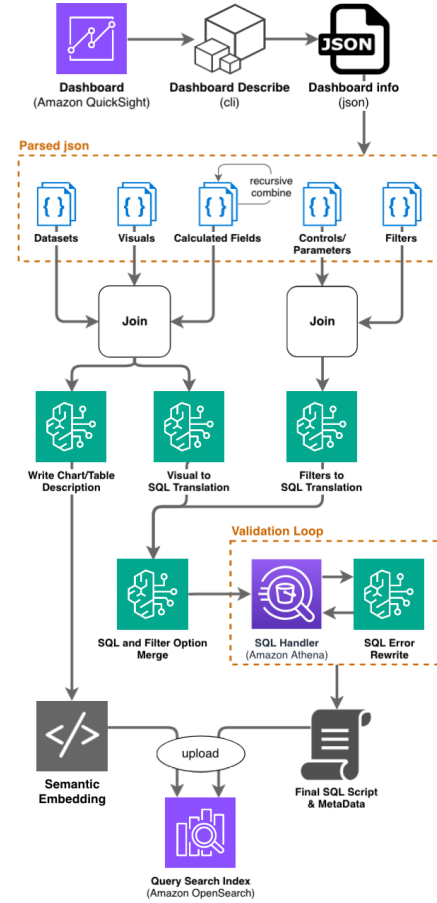 JSON
Dashboard
(Amazon QuickSight)
Dashboard Describe
(cli)
Dashboard info
(json)
Parsed json
recursive
combine
{ }
{ }
{ }
{ }
{ }
Datasets
Visuals
Calculated Fields
Controls/
Parameters
Filters
Join
Join
Write Chart/Table
Description
Visual to
SQL Translation
Filters to
SQL Translation
Validation Loop
SQL and Filter Option
Merge
SQL Handler
(Amazon Athena)
SQL Error
Rewrite
</>
upload
Semantic
Embedding
Final SQL Script
& MetaData
Query Search Index
(Amazon OpenSearch)